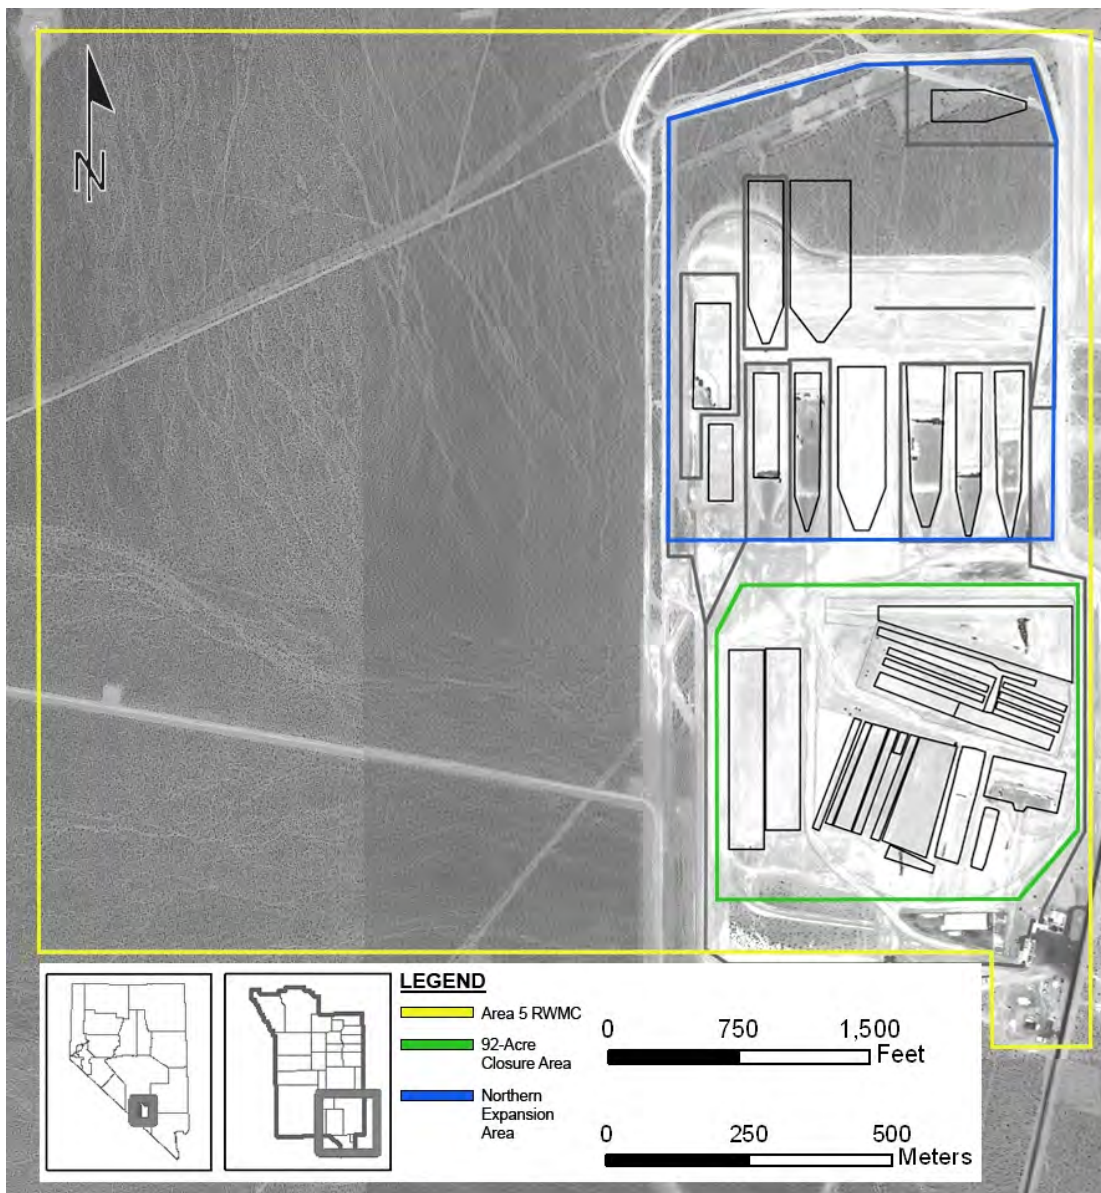 N
LEGEND
Area 5 RWMC
92-Acre
Closure Area
Northern
Expansion
Area
0 750 1,500
Feet
0 250 500
Meters